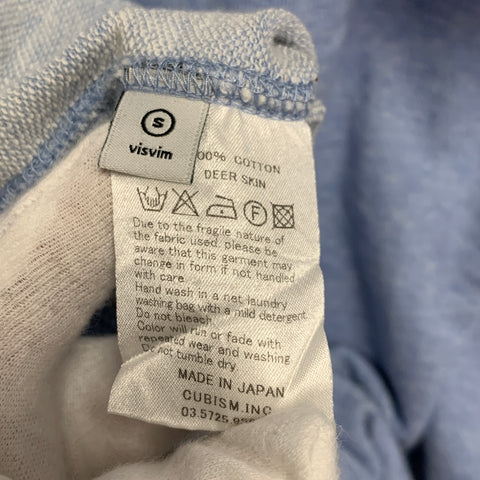 S
visvim
00% COTTON
DEER SKIN
F
Due to the fragile nature of
the fabric used, please be
aware that this garment may
change in form if not handled
with care.
Hand wash in a net laundry
washing bag with a mild detergent.
Do not bleach.
Color will run or fade with
repeated wear and washing
Do not tumble dry.
MADE IN JAPAN
CUBISM.INC
03.5725.